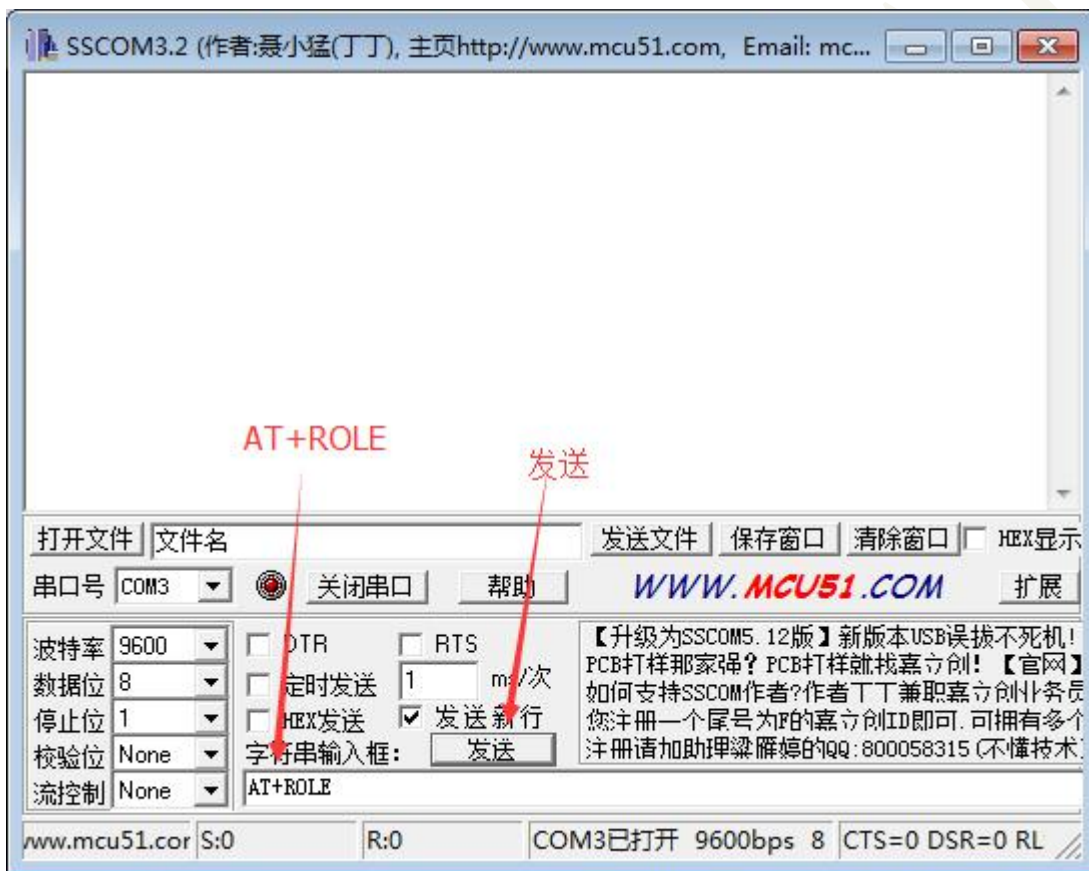 SSCOM3.2 (作者:聂小猛(丁丁), 主页http://www.mcu51.com, Email: mc...
AT+ROLE
发送
打开文件 文件名 发送文件 保存窗口 清除窗口 HEX显示
串口号 COM3 关闭串口 帮助 WWW.MCU51.COM 扩展
波特率 9600 DTR RTS
数据位 8 定时发送 1 ms/次
停止位 1 HEX发送 发送新行
校验位 None 字符串输入框: 发送
流控制 None AT+ROLE
【升级为SSCOM5.12版】新版本USB误拔不死机!
PCB打样那家强? PCB打样就找嘉立创! 【官网】
如何支持SSCOM作者?作者丁丁兼职嘉立创业务员
您注册一个尾号为F的嘉立创ID即可.可拥有多个
注册请加助理梁雁婷的QQ:800058315(不懂技术
www.mcu51.cor S:0 R:0 COM3已打开 9600bps 8 CTS=0 DSR=0 RL